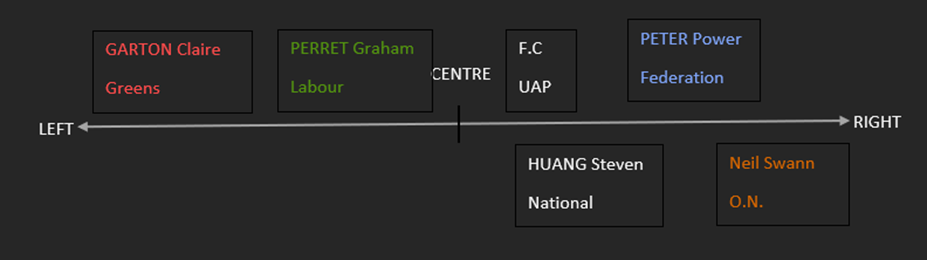 GARTON Claire
Greens
PERRET Graham
Labour
CENTRE
F.C
UAP
PETER Power
Federation
LEFT
RIGHT
HUANG Steven
National
Neil Swann
O.N.